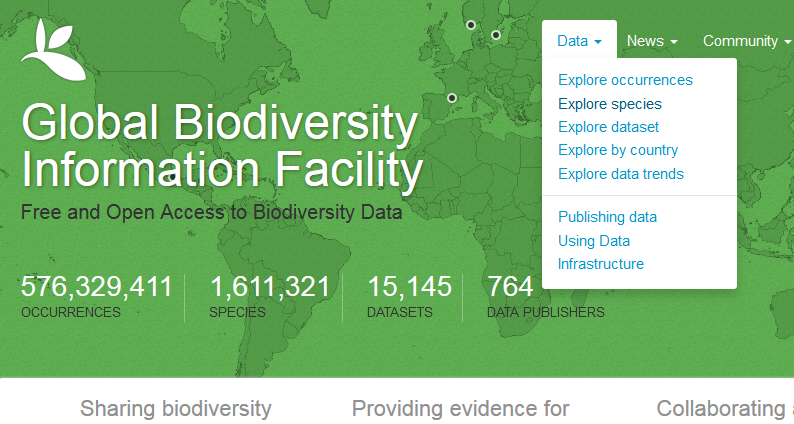 Data
News
Community
Explore occurrences
Explore species
Explore dataset
Explore by country
Explore data trends
Publishing data
Using Data
Infrastructure
Global Biodiversity
Information Facility
Free and Open Access to Biodiversity Data
576,329,411
OCCURRENCES
1,611,321
SPECIES
15,145
DATASETS
764
DATA PUBLISHERS
Sharing biodiversity
Providing evidence for
Collaborating